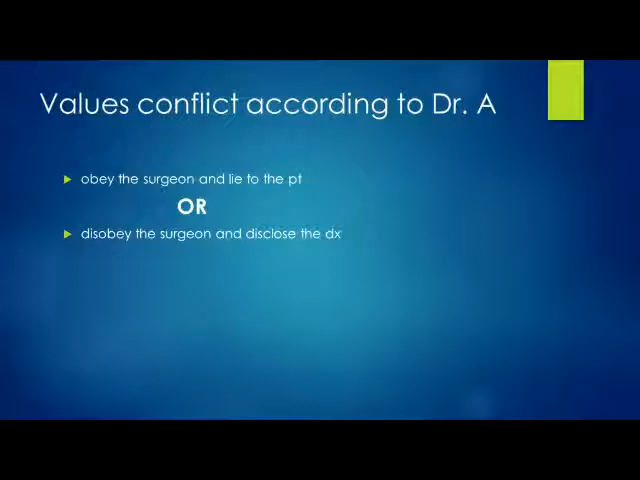 Values conflict according to Dr. A
obey the surgeon and lie to the pt
OR
disobey the surgeon and disclose the dx